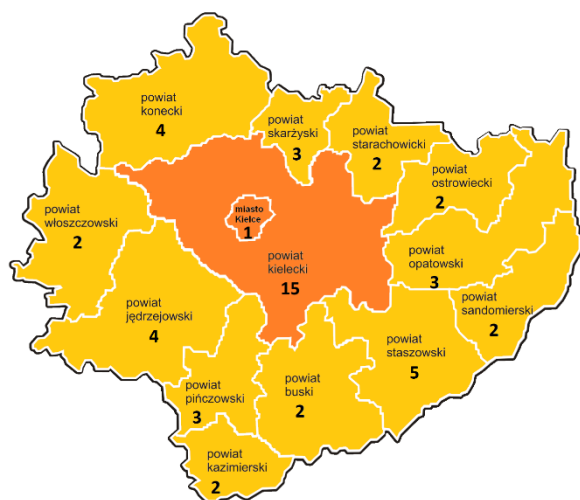 powiat
konecki
4
powiat
skarżyski
3
powiat
starachowicki
2
powiat
ostrowiecki
2
powiat
włoszczowski
2
miasto
Kielce
1
powiat
kielecki
15
powiat
opatowski
3
powiat
sandomierski
2
powiat
jędrzejowski
4
powiat
staszowski
5
powiat
pińczowski
3
powiat
buski
2
powiat
kazimierski
2